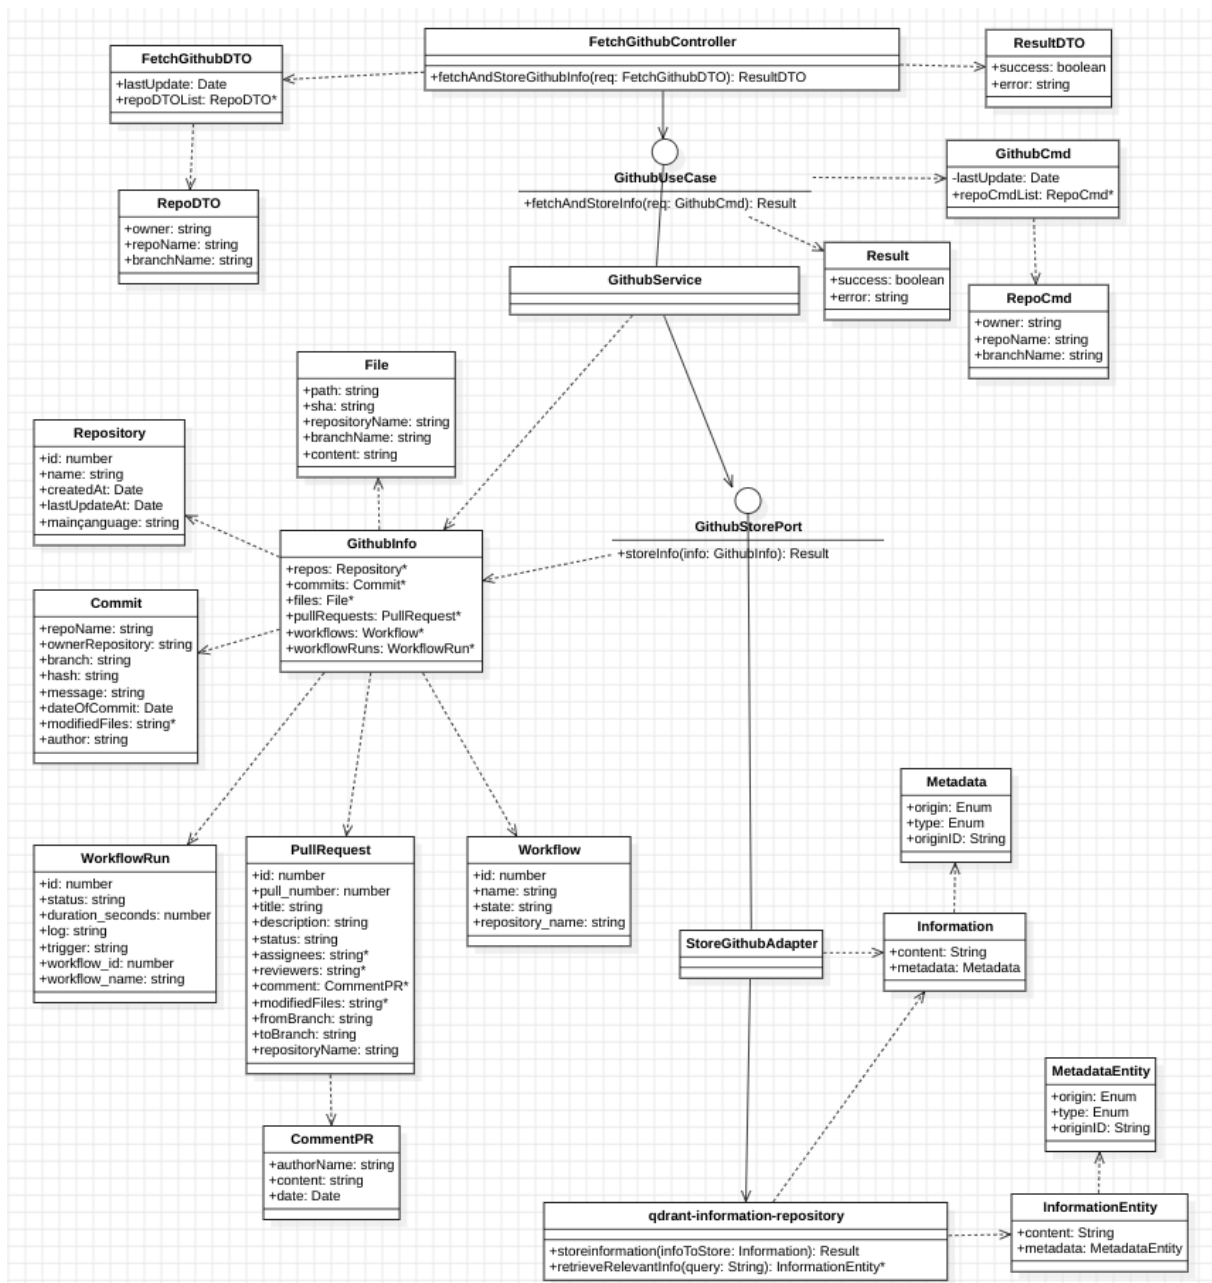 FetchGithubController
+fetchAndStoreGithubInfo(req: FetchGithubDTO): ResultDTO
FetchGithubDTO
+lastUpdate: Date
+repoDTOList: RepoDTO*
ResultDTO
+success: boolean
+error: string
RepoDTO
+owner: string
+repoName: string
+branchName: string
GithubUseCase
+fetchAndStoreInfo(req: GithubCmd): Result
GithubCmd
-lastUpdate: Date
+repoCmdList: RepoCmd*
Result
+success: boolean
+error: string
GithubService
RepoCmd
+owner: string
+repoName: string
+branchName: string
File
+path: string
+sha: string
+repositoryName: string
+branchName: string
+content: string
Repository
+id: number
+name: string
+createdAt: Date
+lastUpdateAt: Date
+mainçanguage: string
GithubStorePort
+storeInfo(info: GithubInfo): Result
GithubInfo
+repos: Repository*
+commits: Commit*
+files: File*
+pullRequests: PullRequest*
+workflows: Workflow*
+workflowRuns: WorkflowRun*
Commit
+repoName: string
+ownerRepository: string
+branch: string
+hash: string
+message: string
+dateOfCommit: Date
+modifiedFiles: string*
+author: string
Metadata
+origin: Enum
+type: Enum
+originID: String
WorkflowRun
+id: number
+status: string
+duration_seconds: number
+log: string
+trigger: string
+workflow_id: number
+workflow_name: string
PullRequest
+id: number
+pull_number: number
+title: string
+description: string
+status: string
+assignees: string*
+reviewers: string*
+comment: CommentPR*
+modifiedFiles: string*
+fromBranch: string
+toBranch: string
+repositoryName: string
Workflow
+id: number
+name: string
+state: string
+repository_name: string
StoreGithubAdapter
Information
+content: String
+metadata: Metadata
MetadataEntity
+origin: Enum
+type: Enum
+originID: String
CommentPR
+authorName: string
+content: string
+date: Date
qdrant-information-repository
+storeinformation(infoToStore: Information): Result
+retrieveRelevantInfo(query: String): InformationEntity*
InformationEntity
+content: String
+metadata: MetadataEntity